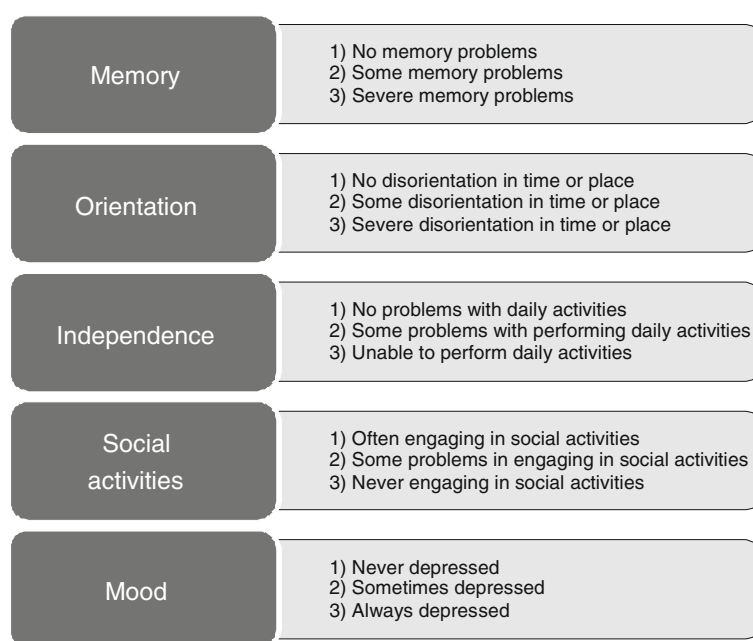 Memory
1) No memory problems
2) Some memory problems
3) Severe memory problems
Orientation
1) No disorientation in time or place
2) Some disorientation in time or place
3) Severe disorientation in time or place
Independence
1) No problems with daily activities
2) Some problems with performing daily activities
3) Unable to perform daily activities
Social
activities
1) Often engaging in social activities
2) Some problems in engaging in social activities
3) Never engaging in social activities
Mood
1) Never depressed
2) Sometimes depressed
3) Always depressed